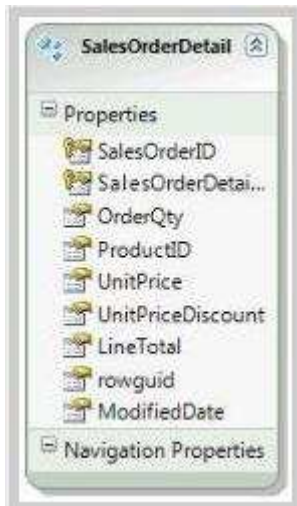 SalesOrderDetail
Properties
SalesOrderID
SalesOrderDetai...
OrderQty
ProductID
UnitPrice
UnitPriceDiscount
LineTotal
rowguid
ModifiedDate
Navigation Properties